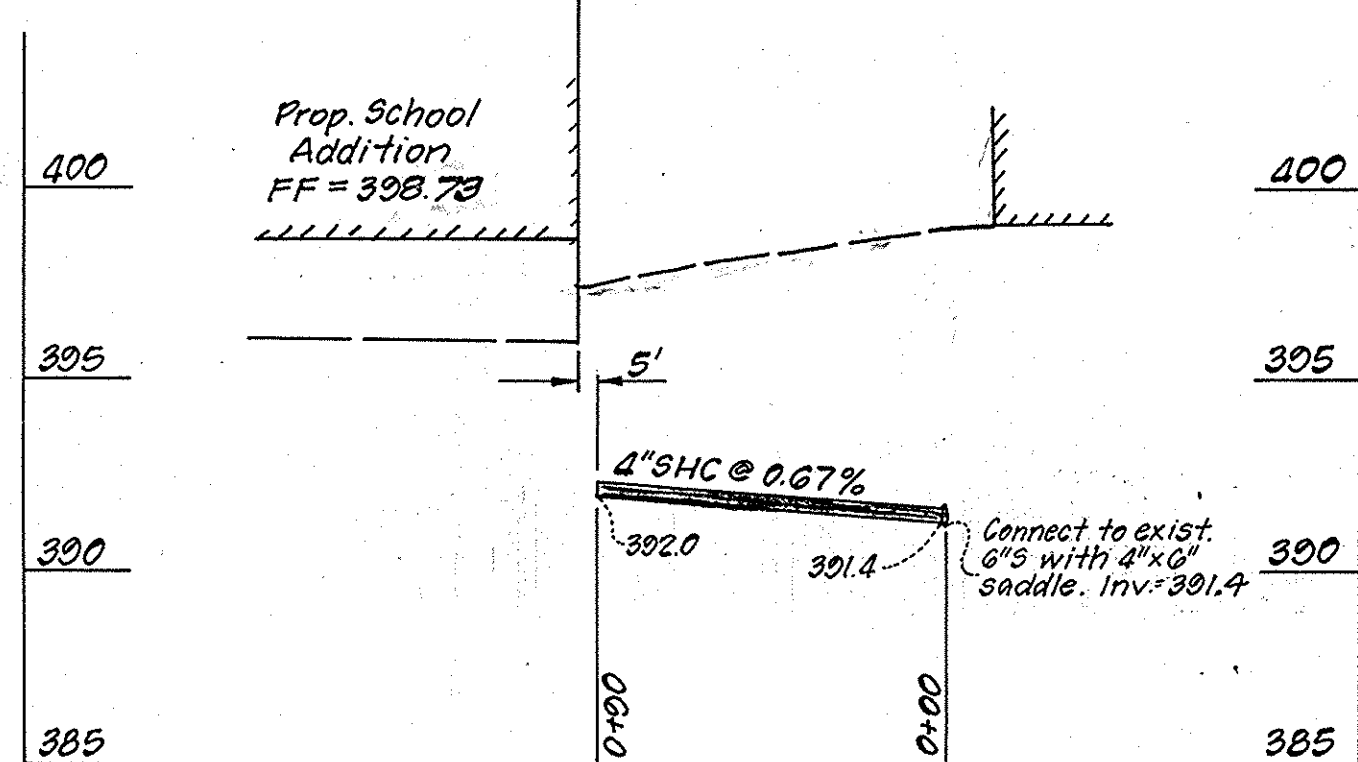 Prop. School
Addition
FF = 398.73
400
400
395
5'
395
4"SHC @ 0.67%
392.0
391.4
Connect to exist.
6"S with 4"x6"
saddle. Inv.=391.4
390
390
0+90
0+00
385
385